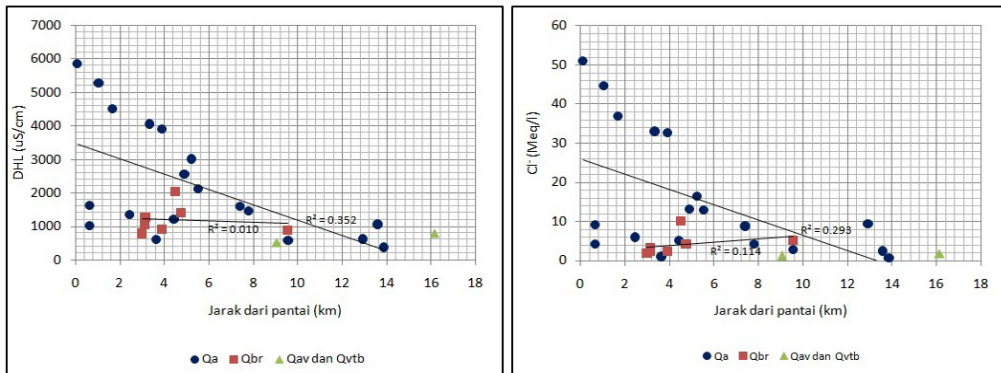 7000
6000
5000
4000
3000
2000
1000
0
DHL (uS/cm)
R² = 0.352
R² = 0.010
0 2 4 6 8 10 12 14 16 18
Jarak dari pantai (km)
Qa Qbr Qav dan Qvtb
60
50
40
30
20
10
0
Cl⁻ (Meq/l)
R² = 0.293
R² = 0.114
0 2 4 6 8 10 12 14 16 18
Jarak dari pantai (km)
Qa Qbr Qav dan Qvtb